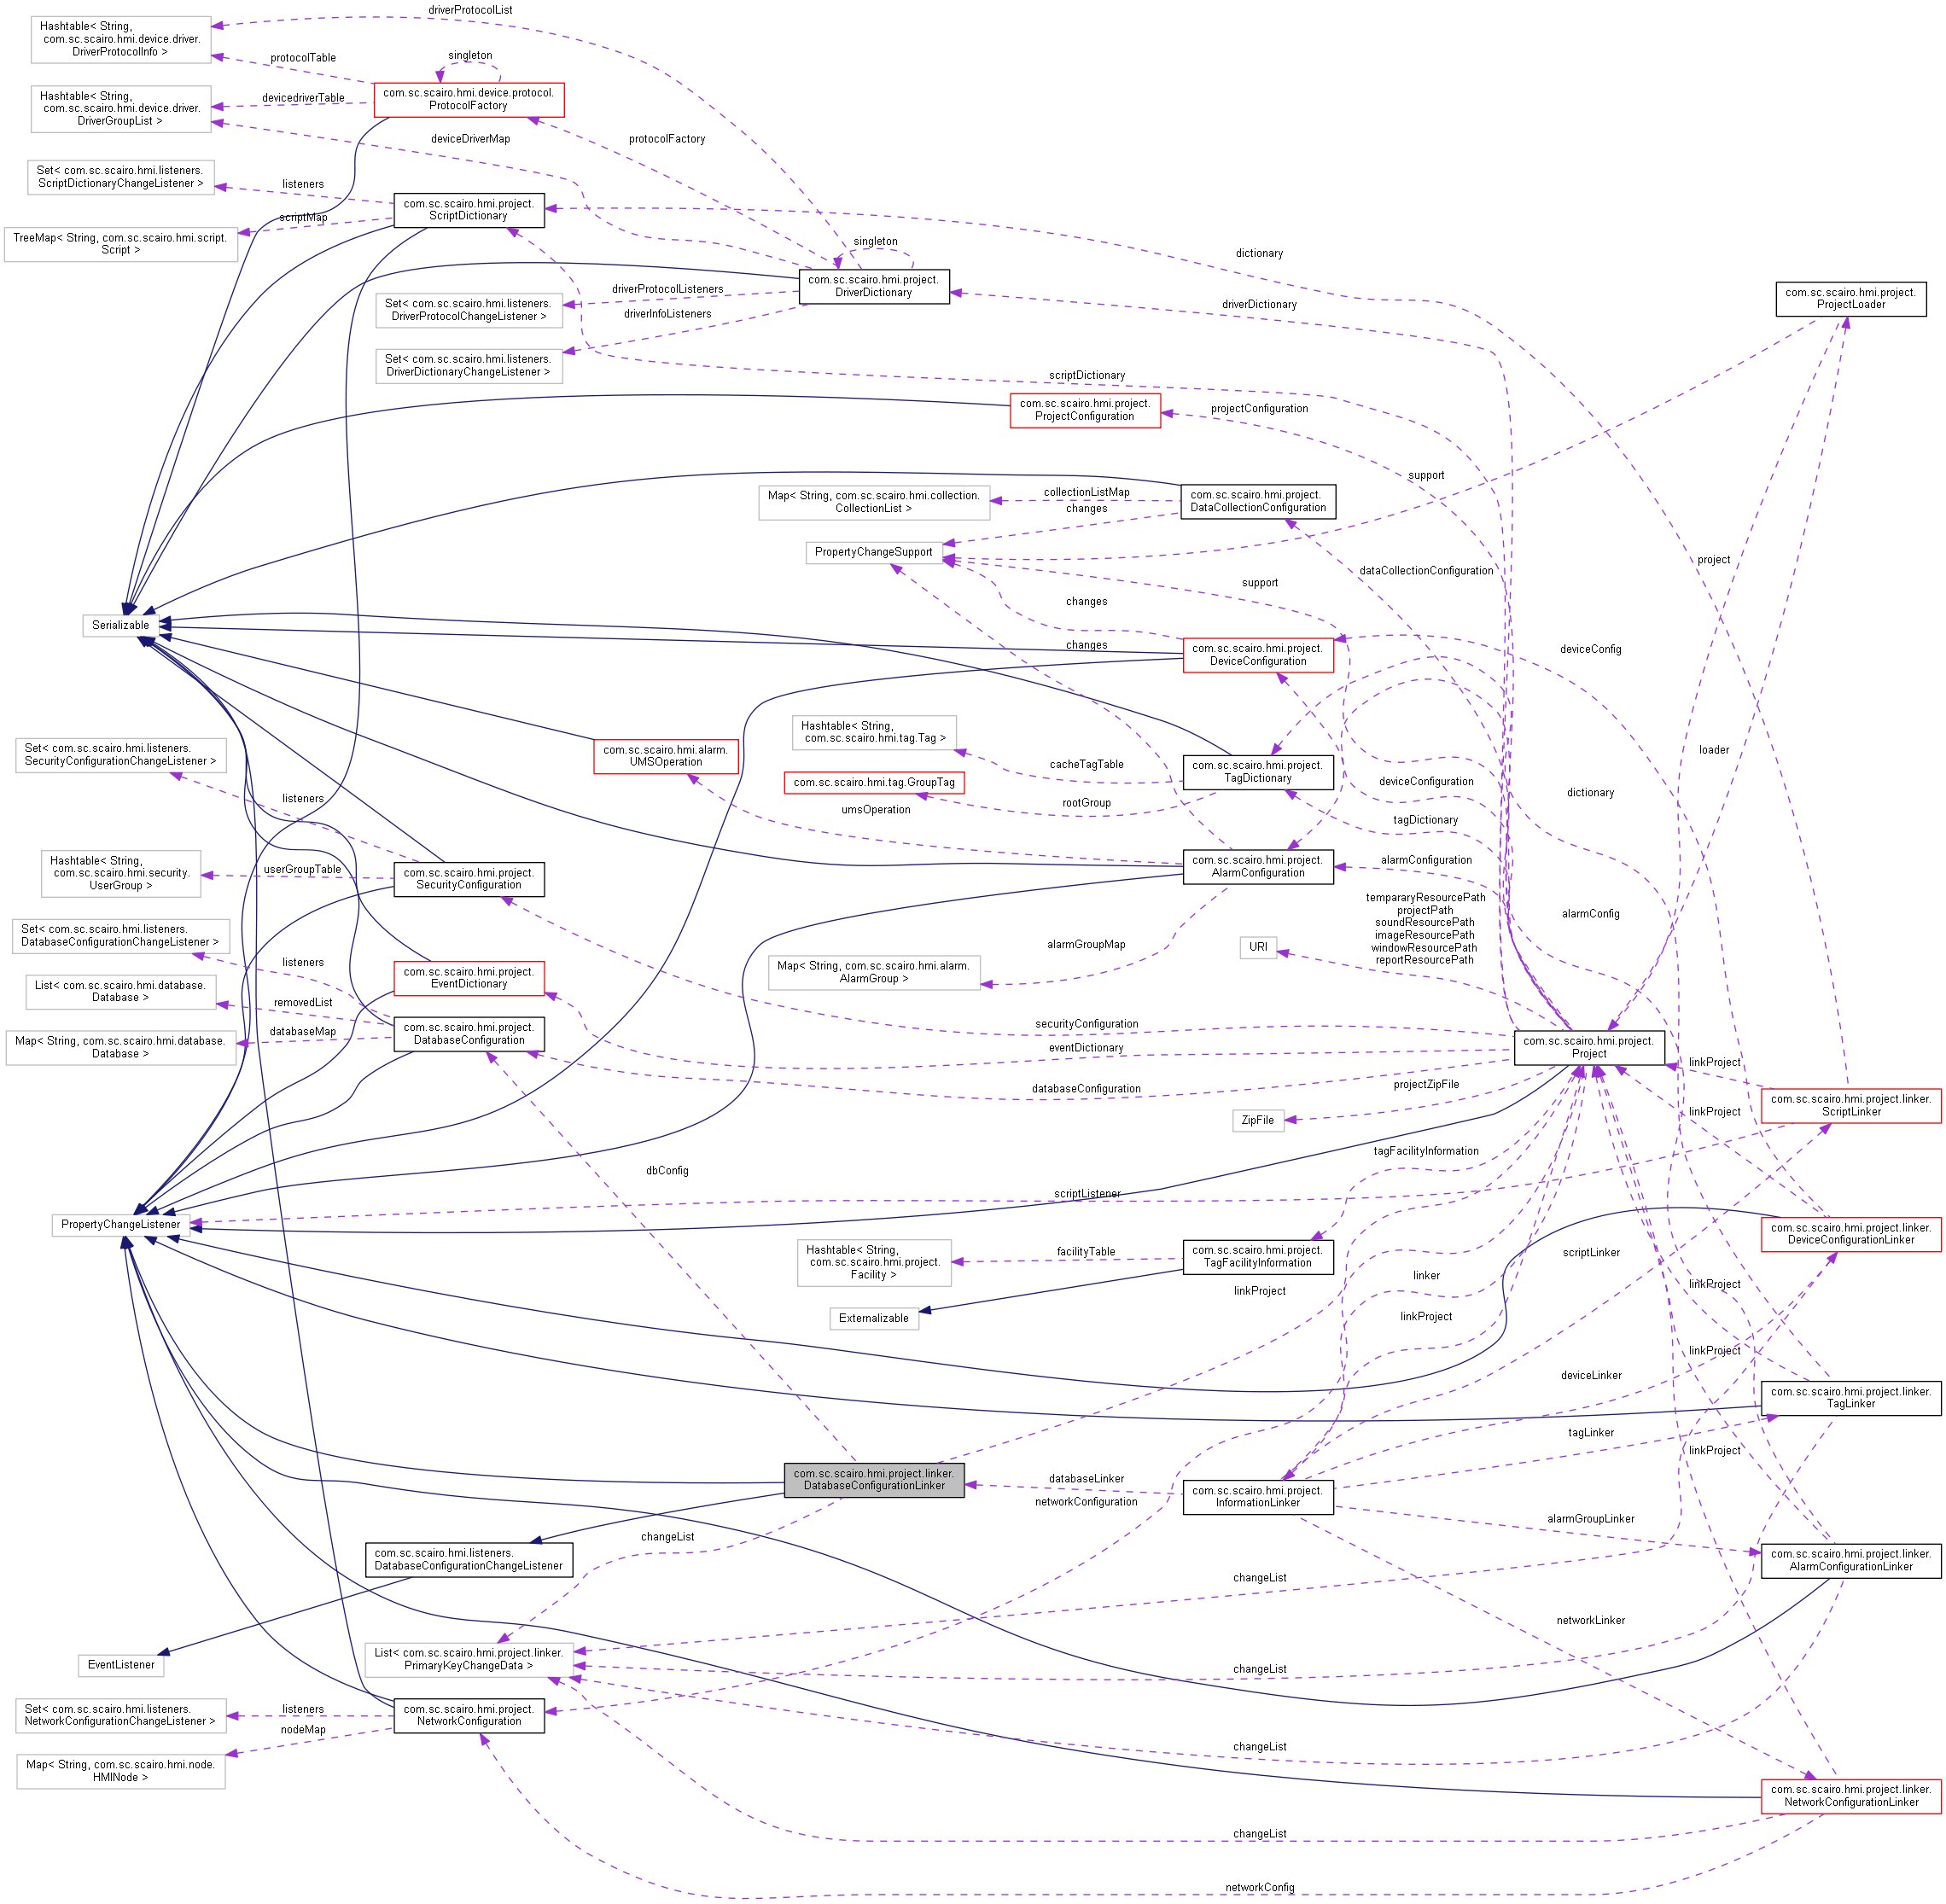 driverProtocolList
Hashtable< String,
com.sc.scairo.hmi.device.driver.
DriverProtocolInfo >
protocolTable
singleton
com.sc.scairo.hmi.device.protocol.
ProtocolFactory
Hashtable< String,
com.sc.scairo.hmi.device.driver.
DriverGroupList >
devicedriverTable
deviceDriverMap
protocolFactory
Set< com.sc.scairo.hmi.listeners.
ScriptDictionaryChangeListener >
listeners
com.sc.scairo.hmi.project.
ScriptDictionary
scriptMap
TreeMap< String, com.sc.scairo.hmi.script.
Script >
singleton
dictionary
com.sc.scairo.hmi.project.
DriverDictionary
driverProtocolListeners
driverInfoListeners
Set< com.sc.scairo.hmi.listeners.
DriverProtocolChangeListener >
driverDictionary
com.sc.scairo.hmi.project.
ProjectLoader
Set< com.sc.scairo.hmi.listeners.
DriverDictionaryChangeListener >
scriptDictionary
com.sc.scairo.hmi.project.
ProjectConfiguration
projectConfiguration
support
Map< String, com.sc.scairo.hmi.collection.
CollectionList >
collectionListMap
changes
com.sc.scairo.hmi.project.
DataCollectionConfiguration
PropertyChangeSupport
dataCollectionConfiguration
project
support
changes
Serializable
changes
com.sc.scairo.hmi.project.
DeviceConfiguration
deviceConfig
Set< com.sc.scairo.hmi.listeners.
SecurityConfigurationChangeListener >
com.sc.scairo.hmi.alarm.
UMSOperation
Hashtable< String,
com.sc.scairo.hmi.tag.Tag >
cacheTagTable
com.sc.scairo.hmi.project.
TagDictionary
loader
com.sc.scairo.hmi.tag.GroupTag
rootGroup
deviceConfiguration
dictionary
listeners
umsOperation
tagDictionary
Hashtable< String,
com.sc.scairo.hmi.security.
UserGroup >
userGroupTable
com.sc.scairo.hmi.project.
SecurityConfiguration
com.sc.scairo.hmi.project.
AlarmConfiguration
alarmConfiguration
Set< com.sc.scairo.hmi.listeners.
DatabaseConfigurationChangeListener >
tempararyResourcePath
projectPath
soundResourcePath
imageResourcePath
windowResourcePath
reportResourcePath
alarmConfig
URI
alarmGroupMap
Map< String, com.sc.scairo.hmi.alarm.
AlarmGroup >
listeners
com.sc.scairo.hmi.project.
EventDictionary
List< com.sc.scairo.hmi.database.
Database >
removedList
Map< String, com.sc.scairo.hmi.database.
Database >
databaseMap
com.sc.scairo.hmi.project.
DatabaseConfiguration
securityConfiguration
eventDictionary
databaseConfiguration
com.sc.scairo.hmi.project.
Project
projectZipFile
ZipFile
linkProject
com.sc.scairo.hmi.project.linker.
ScriptLinker
linkProject
dbConfig
tagFacilityInformation
scriptListener
PropertyChangeListener
com.sc.scairo.hmi.project.linker.
DeviceConfigurationLinker
Hashtable< String,
com.sc.scairo.hmi.project.
Facility >
facilityTable
com.sc.scairo.hmi.project.
TagFacilityInformation
scriptLinker
linkProject
linker
linkProject
Externalizable
linkProject
linkProject
deviceLinker
com.sc.scairo.hmi.project.linker.
TagLinker
tagLinker
linkProject
com.sc.scairo.hmi.project.linker.
DatabaseConfigurationLinker
databaseLinker
networkConfiguration
com.sc.scairo.hmi.project.
InformationLinker
alarmGroupLinker
changeList
com.sc.scairo.hmi.listeners.
DatabaseConfigurationChangeListener
com.sc.scairo.hmi.project.linker.
AlarmConfigurationLinker
changeList
networkLinker
EventListener
List< com.sc.scairo.hmi.project.linker.
PrimaryKeyChangeData >
changeList
Set< com.sc.scairo.hmi.listeners.
NetworkConfigurationChangeListener >
listeners
nodeMap
com.sc.scairo.hmi.project.
NetworkConfiguration
Map< String, com.sc.scairo.hmi.node.
HMINode >
changeList
com.sc.scairo.hmi.project.linker.
NetworkConfigurationLinker
changeList
networkConfig